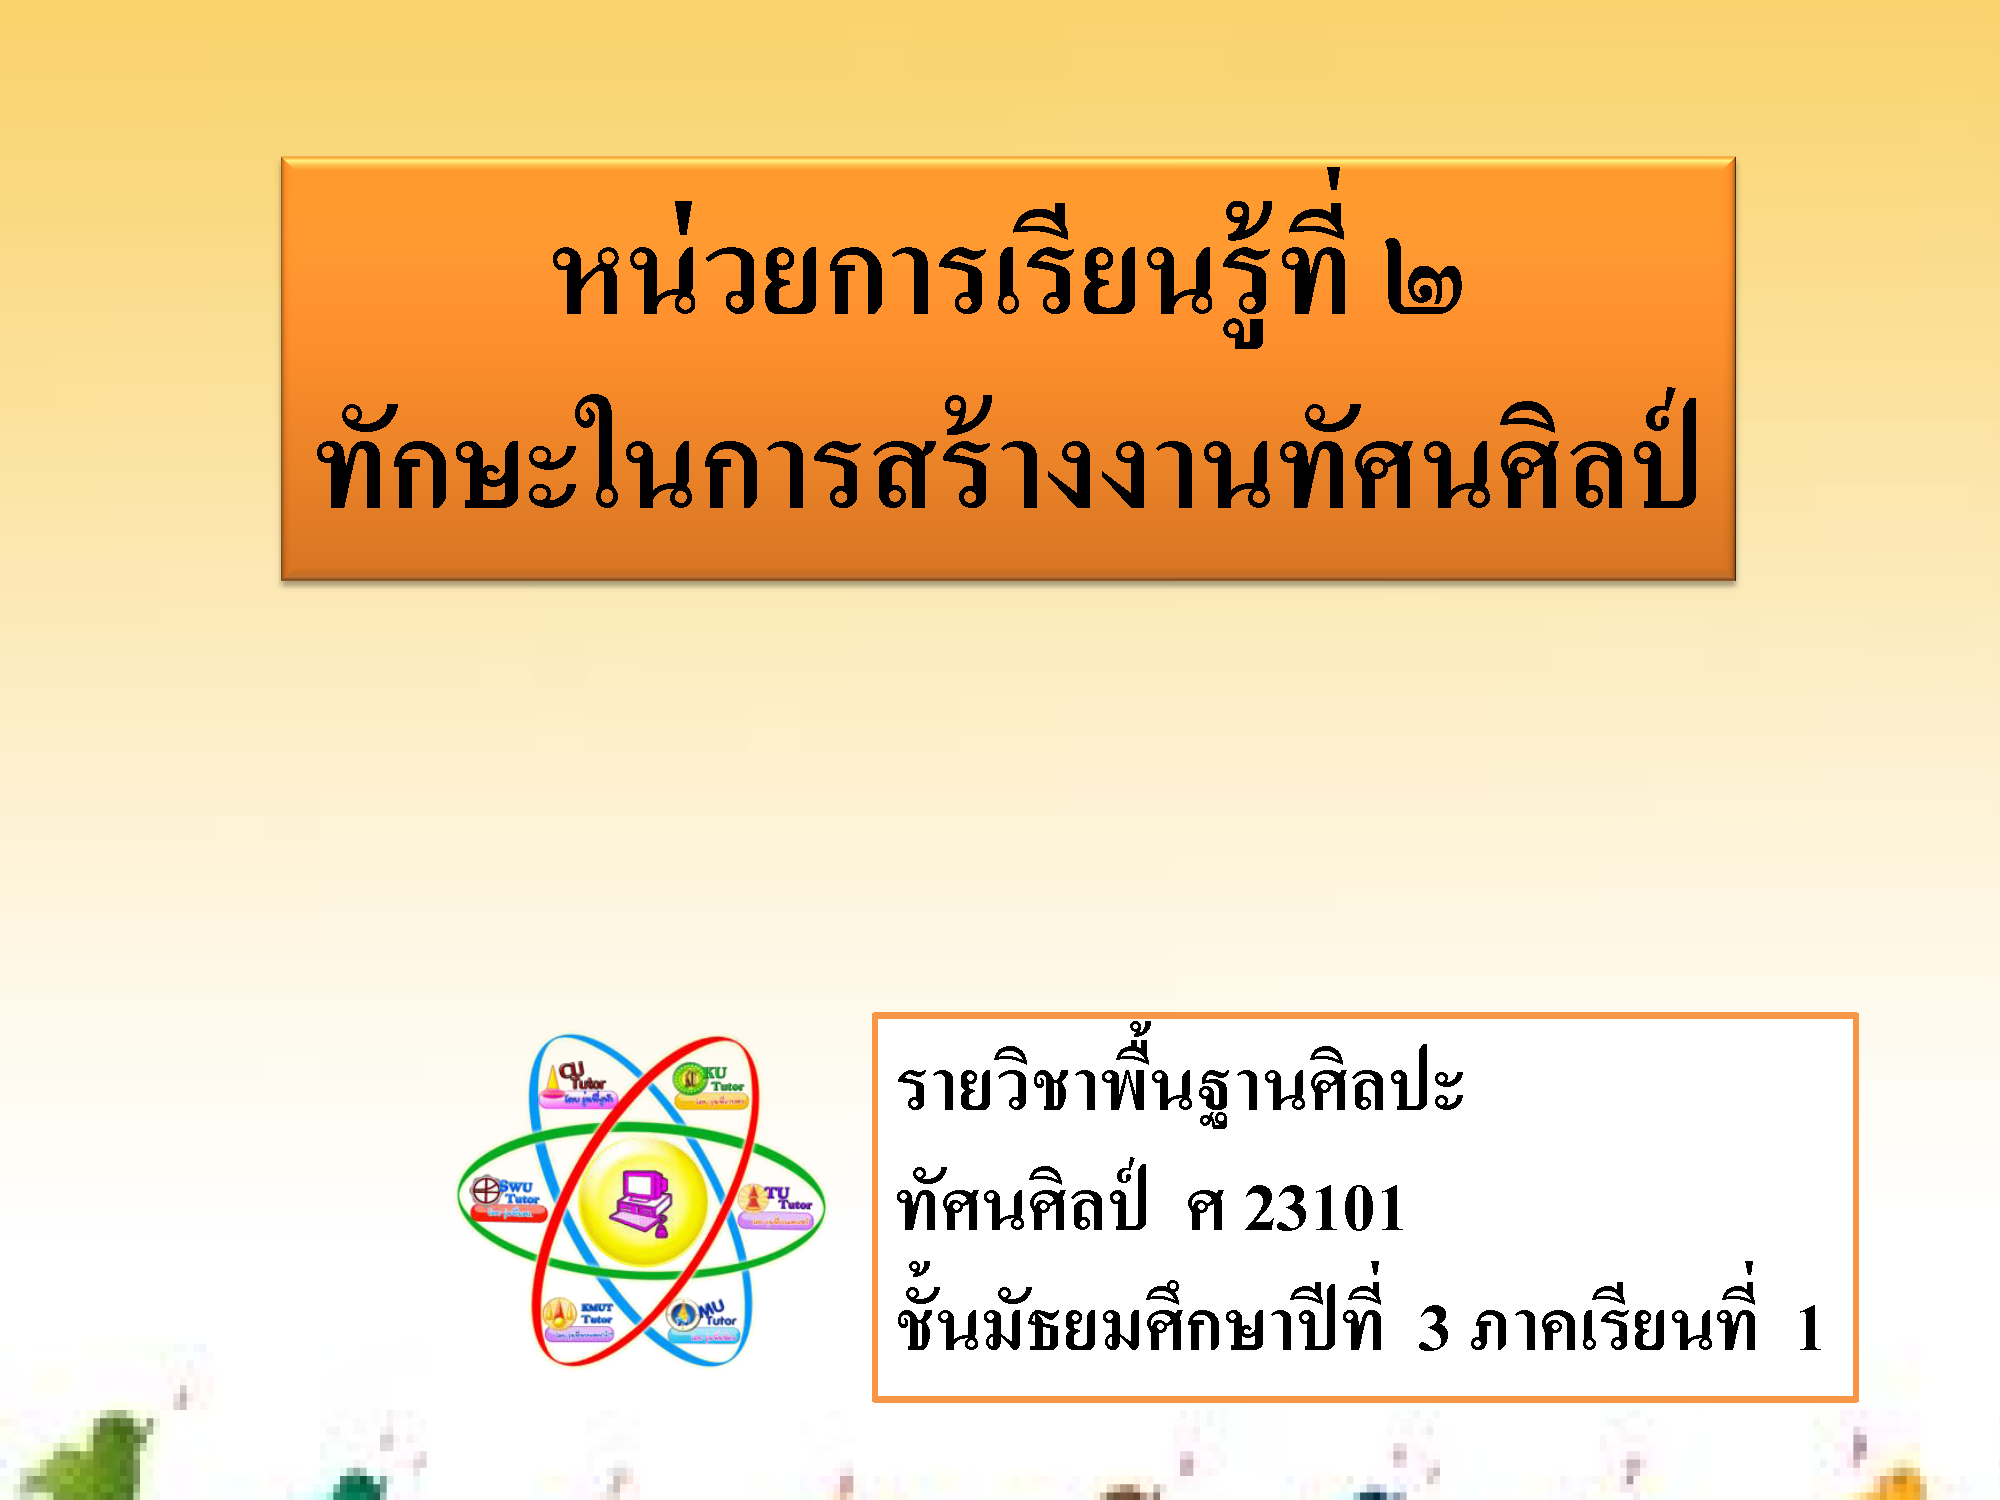 หน่วยการเรียนรู้ที่ ๒
ทักษะในการสร้างงานทัศนศิลป์
CU
Tutor
KU
Tutor
SWU
Tutor
TU
Tutor
KMUT
Tutor
MU
Tutor
รายวิชาพื้นฐานศิลปะ
ทัศนศิลป์ ศ 23101
ชั้นมัธยมศึกษาปีที่ 3 ภาคเรียนที่ 1